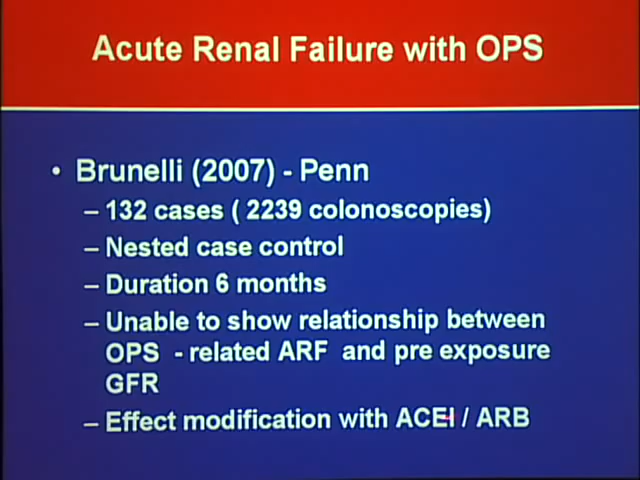 Acute Renal Failure with OPS
• Brunelli (2007) - Penn
– 132 cases ( 2239 colonoscopies)
– Nested case control
– Duration 6 months
– Unable to show relationship between
OPS - related ARF and pre exposure
GFR
– Effect modification with ACEI / ARB